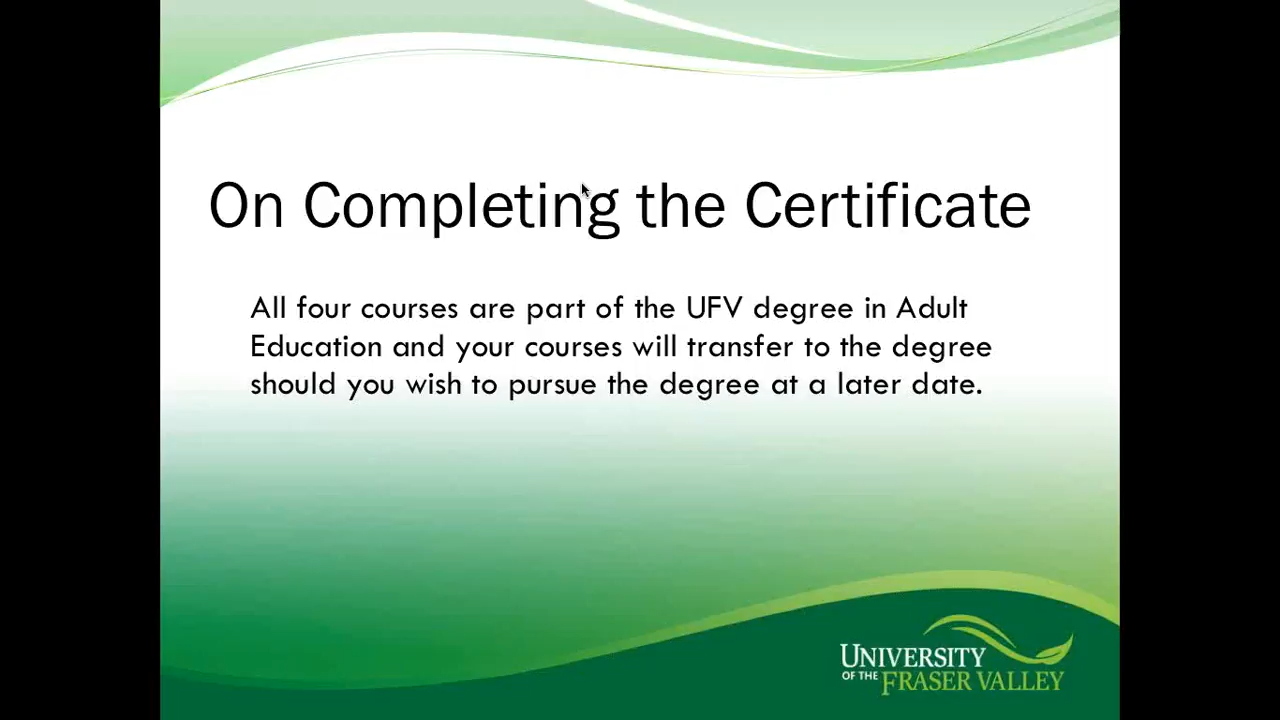 On Completing the Certificate
All four courses are part of the UFV degree in Adult
Education and your courses will transfer to the degree
should you wish to pursue the degree at a later date.
UNIVERSITY
OF THE FRASER VALLEY